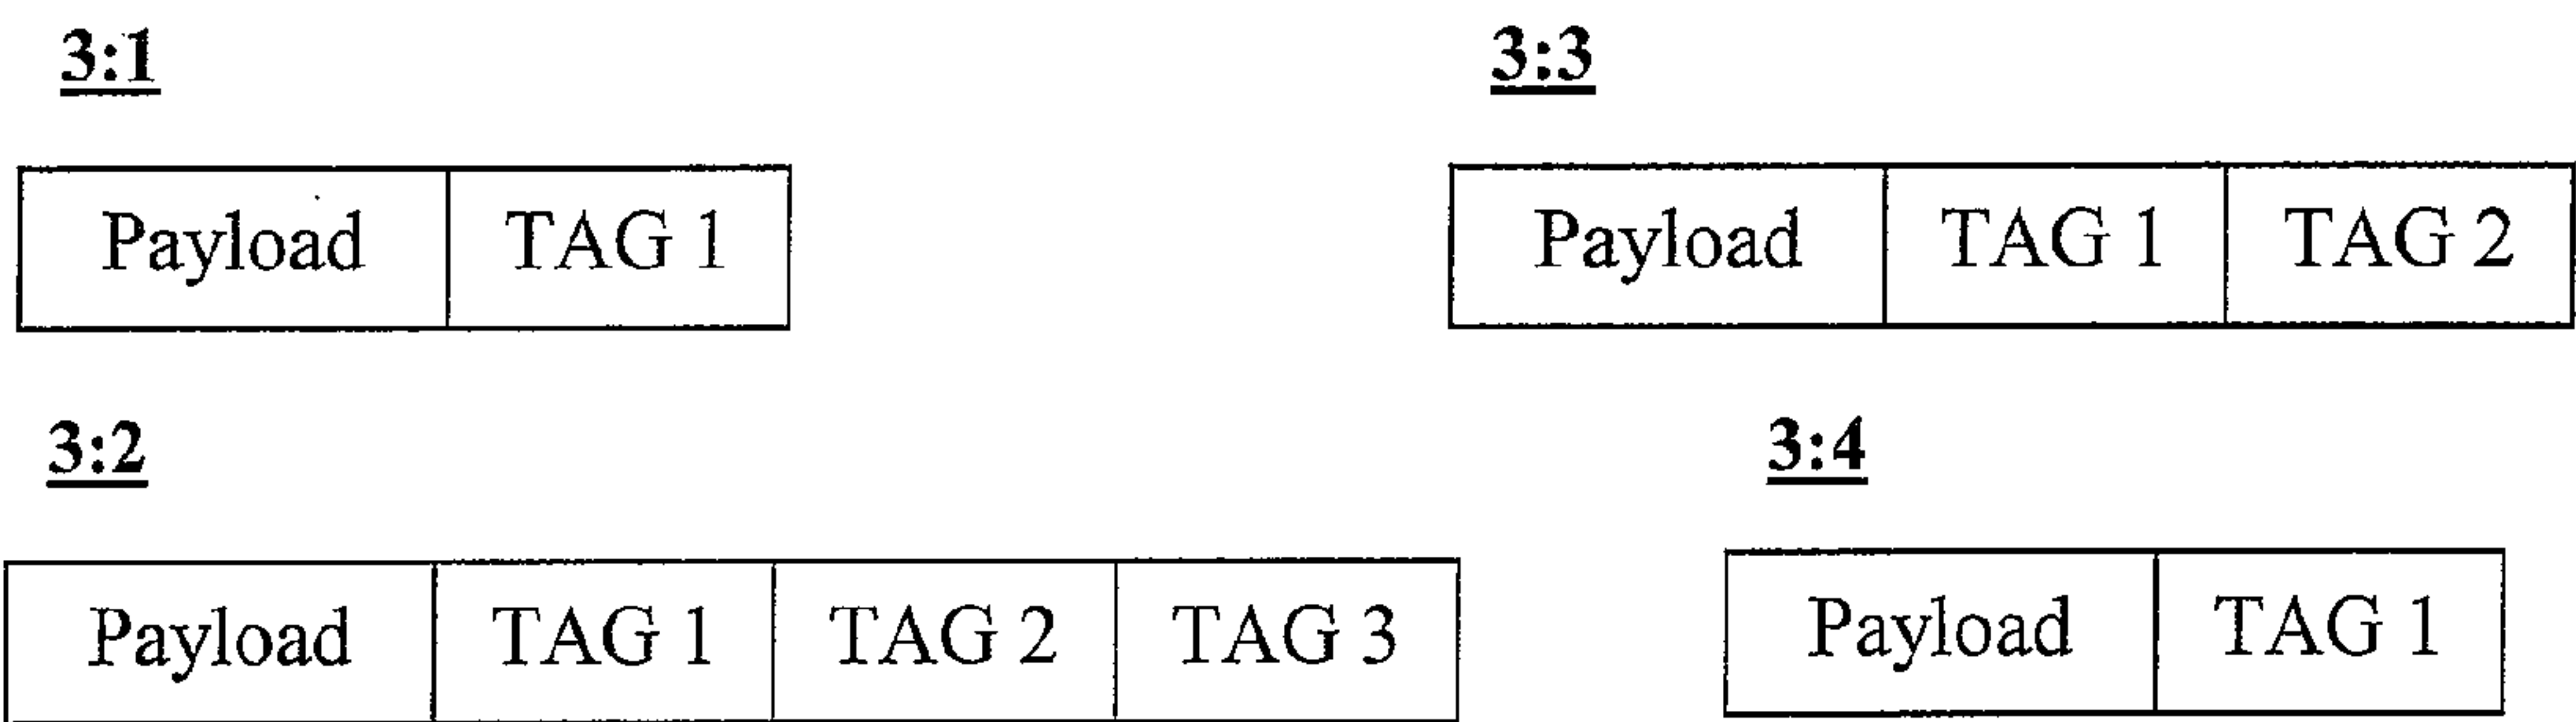 3:1
Payload TAG 1
3:2
Payload TAG 1 TAG 2 TAG 3
3:3
Payload TAG 1 TAG 2
3:4
Payload TAG 1